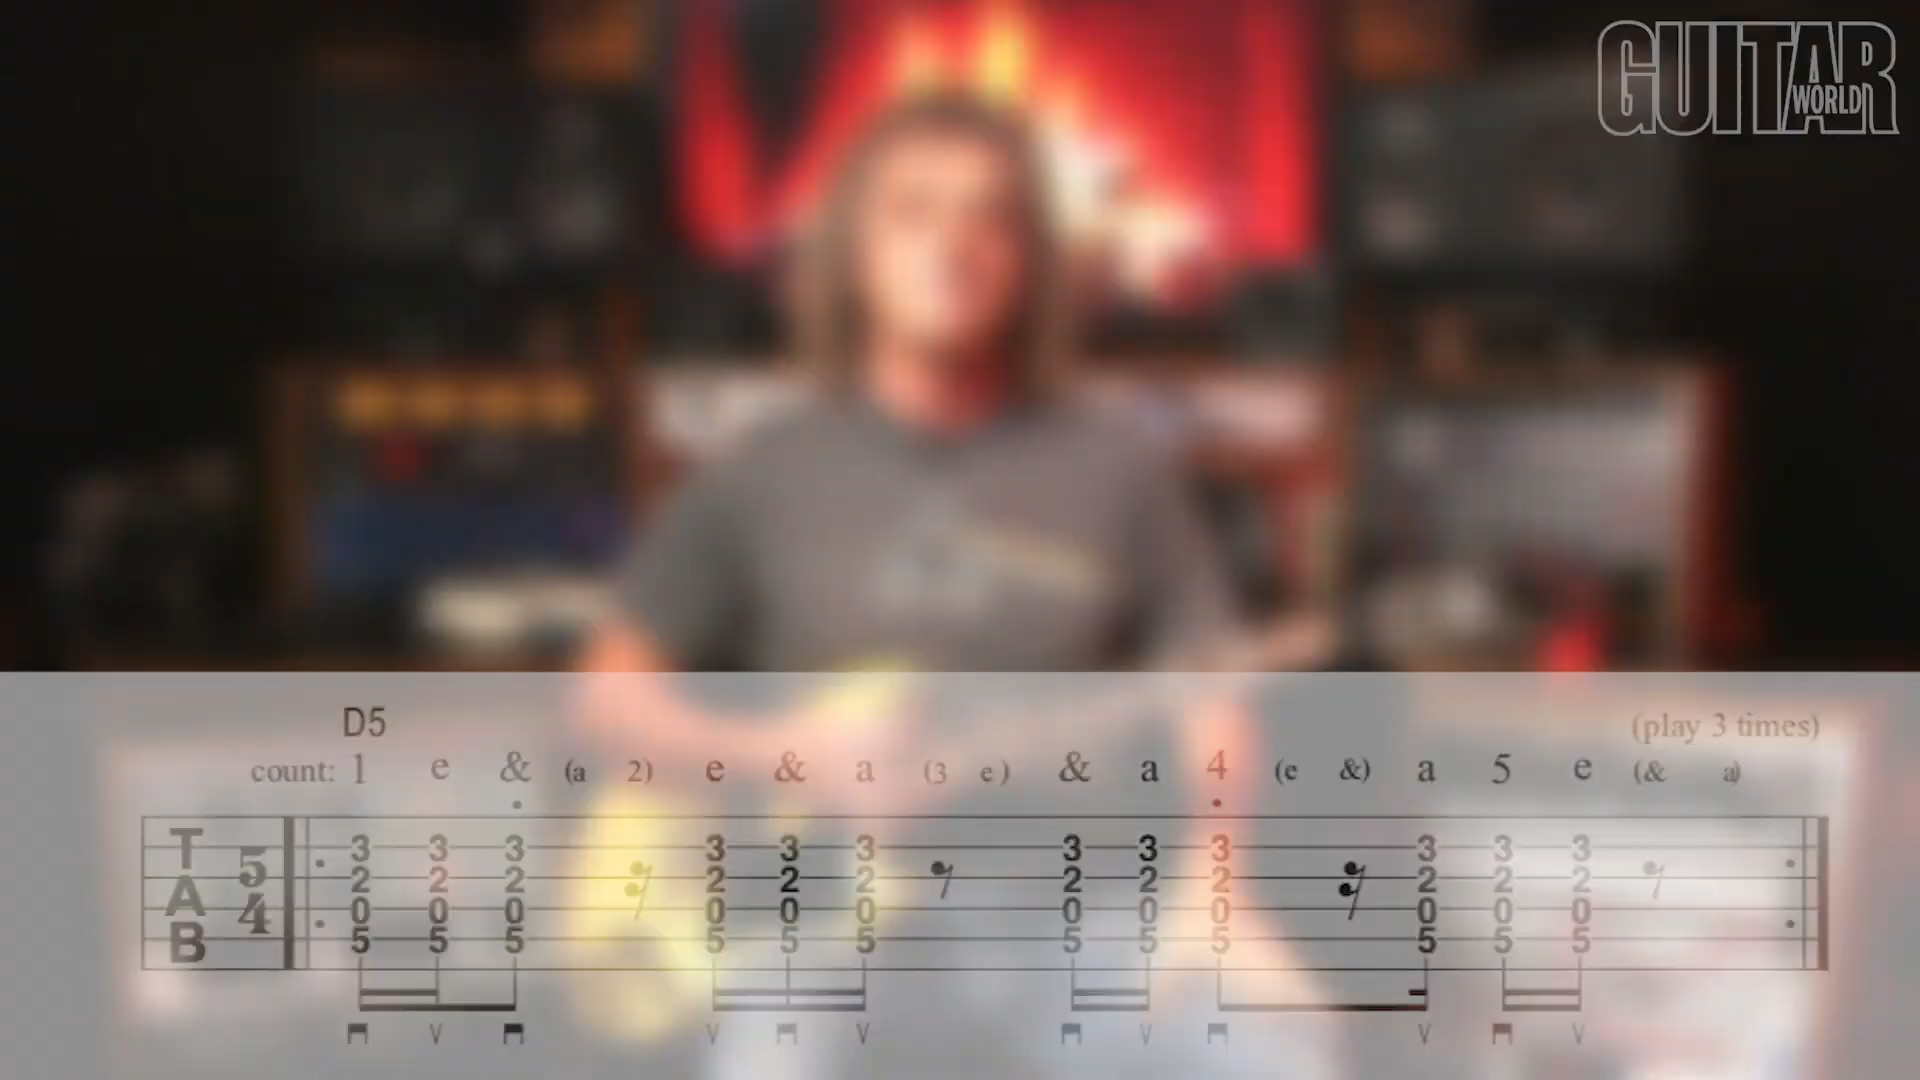 GUITAR
WORLD
D5
(play 3 times)
count: 1 e & (a 2) e & a (3 e) & a 4 (e &) a 5 e (& a)
T
A
B
5
4
3 3 3 3 3 3 3 3 3 3 3 3
2 2 2 2 2 2 2 2 2 2 2 2
0 0 0 0 0 0 0 0 0 0 0 0
5 5 5 5 5 5 5 5 5 5 5 5